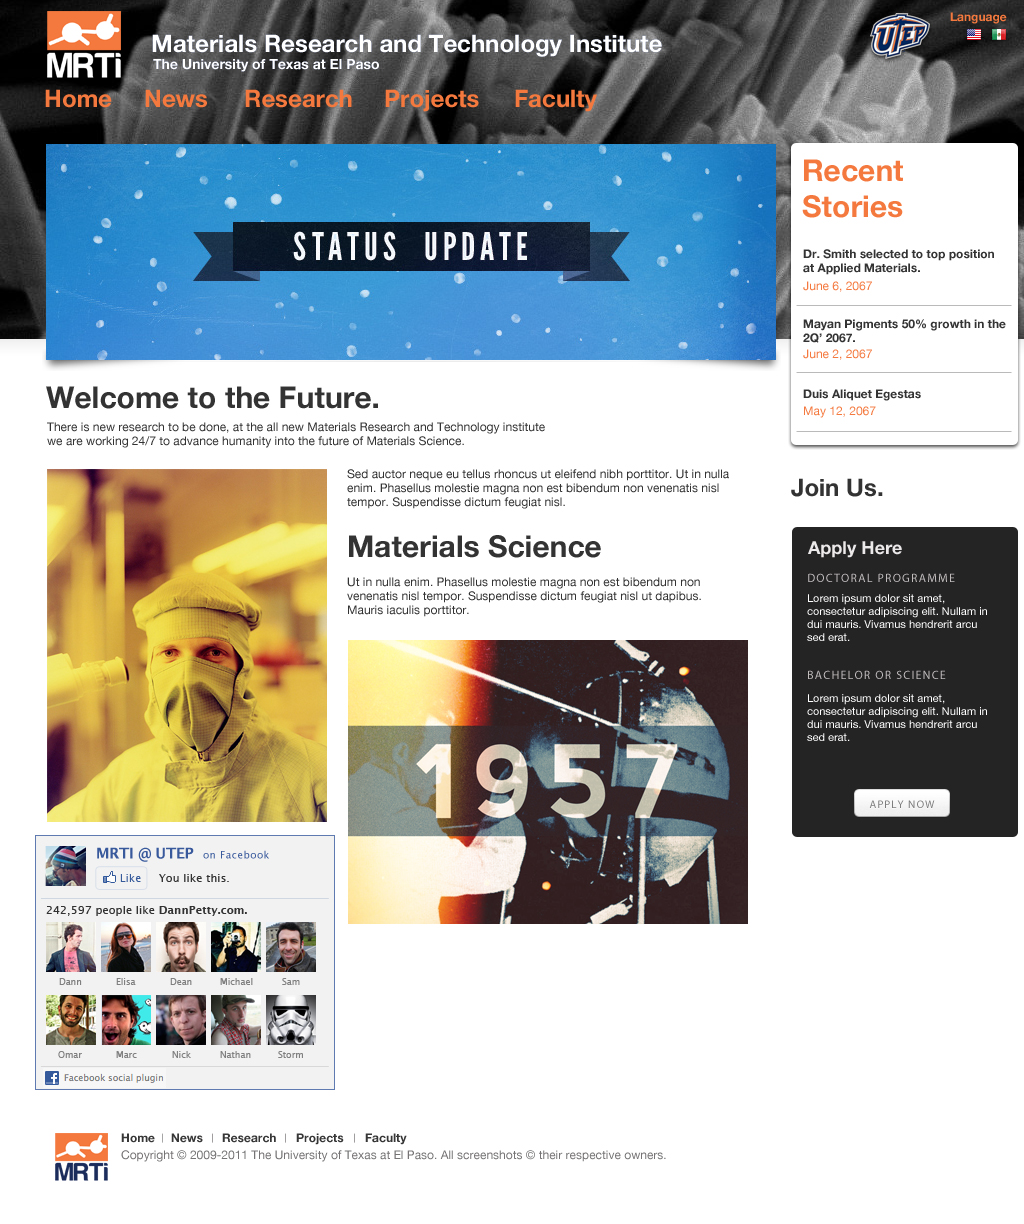 MRTi
Materials Research and Technology Institute
The University of Texas at El Paso
UTEP
Language
Home News Research Projects Faculty
STATUS UPDATE
Recent
Stories
Dr. Smith selected to top position
at Applied Materials.
June 6, 2067
Mayan Pigments 50% growth in the
2Q’ 2067.
June 2, 2067
Duis Aliquet Egestas
May 12, 2067
Welcome to the Future.
There is new research to be done, at the all new Materials Research and Technology institute
we are working 24/7 to advance humanity into the future of Materials Science.
Sed auctor neque eu tellus rhoncus ut eleifend nibh porttitor. Ut in nulla
enim. Phasellus molestie magna non est bibendum non venenatis nisl
tempor. Suspendisse dictum feugiat nisl.
Materials Science
Ut in nulla enim. Phasellus molestie magna non est bibendum non
venenatis nisl tempor. Suspendisse dictum feugiat nisl ut dapibus.
Mauris iaculis porttitor.
1957
Join Us.
Apply Here
DOCTORAL PROGRAMME
Lorem ipsum dolor sit amet,
consectetur adipiscing elit. Nullam in
dui mauris. Vivamus hendrerit arcu
sed erat.
BACHELOR OR SCIENCE
Lorem ipsum dolor sit amet,
consectetur adipiscing elit. Nullam in
dui mauris. Vivamus hendrerit arcu
sed erat.
APPLY NOW
MRTI @ UTEP on Facebook
Like You like this.
242,597 people like DannPetty.com.
Dann Elisa Dean Michael Sam
Omar Marc Nick Nathan Storm
Facebook social plugin
MRTi
Home | News | Research | Projects | Faculty
Copyright © 2009-2011 The University of Texas at El Paso. All screenshots © their respective owners.